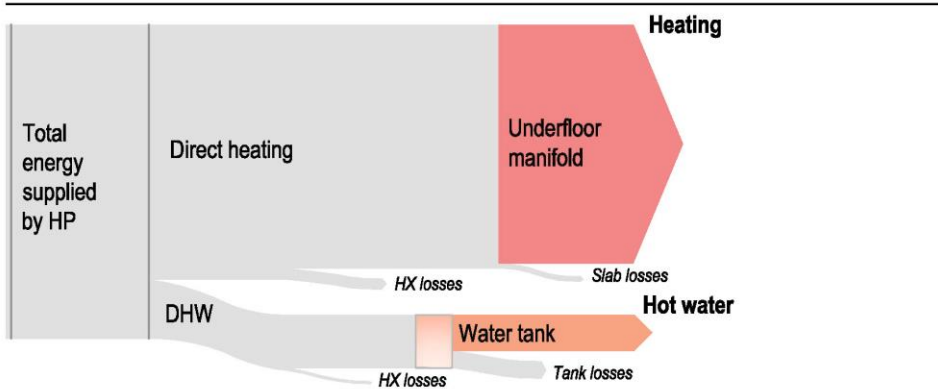 Heating
Total
energy
supplied
by HP
Direct heating
Underfloor
manifold
HX losses
Slab losses
Hot water
DHW
Water tank
HX losses
Tank losses